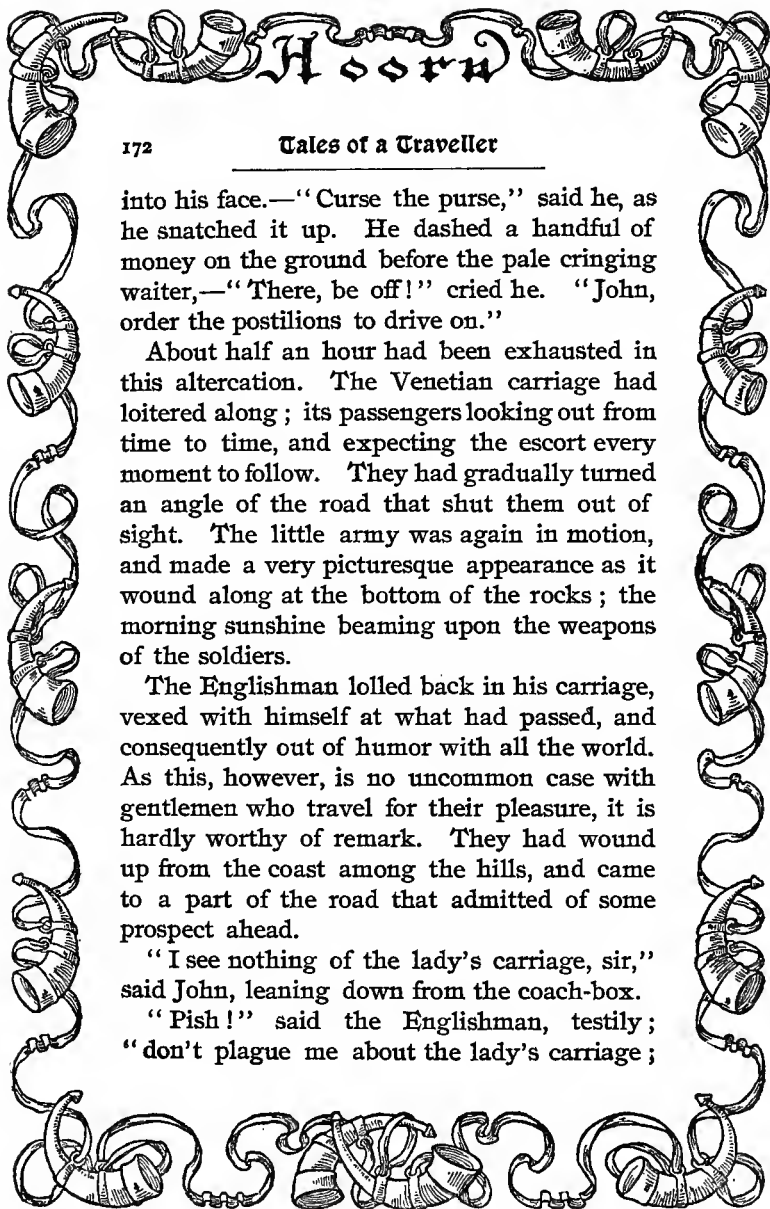 Hoorn
172 Tales of a Traveller
into his face.—"Curse the purse," said he, as
he snatched it up. He dashed a handful of
money on the ground before the pale cringing
waiter,—"There, be off!" cried he. "John,
order the postilions to drive on."
About half an hour had been exhausted in
this altercation. The Venetian carriage had
loitered along; its passengers looking out from
time to time, and expecting the escort every
moment to follow. They had gradually turned
an angle of the road that shut them out of
sight. The little army was again in motion,
and made a very picturesque appearance as it
wound along at the bottom of the rocks; the
morning sunshine beaming upon the weapons
of the soldiers.
The Englishman lolled back in his carriage,
vexed with himself at what had passed, and
consequently out of humor with all the world.
As this, however, is no uncommon case with
gentlemen who travel for their pleasure, it is
hardly worthy of remark. They had wound
up from the coast among the hills, and came
to a part of the road that admitted of some
prospect ahead.
"I see nothing of the lady's carriage, sir,"
said John, leaning down from the coach-box.
"Pish!" said the Englishman, testily;
"don't plague me about the lady's carriage;